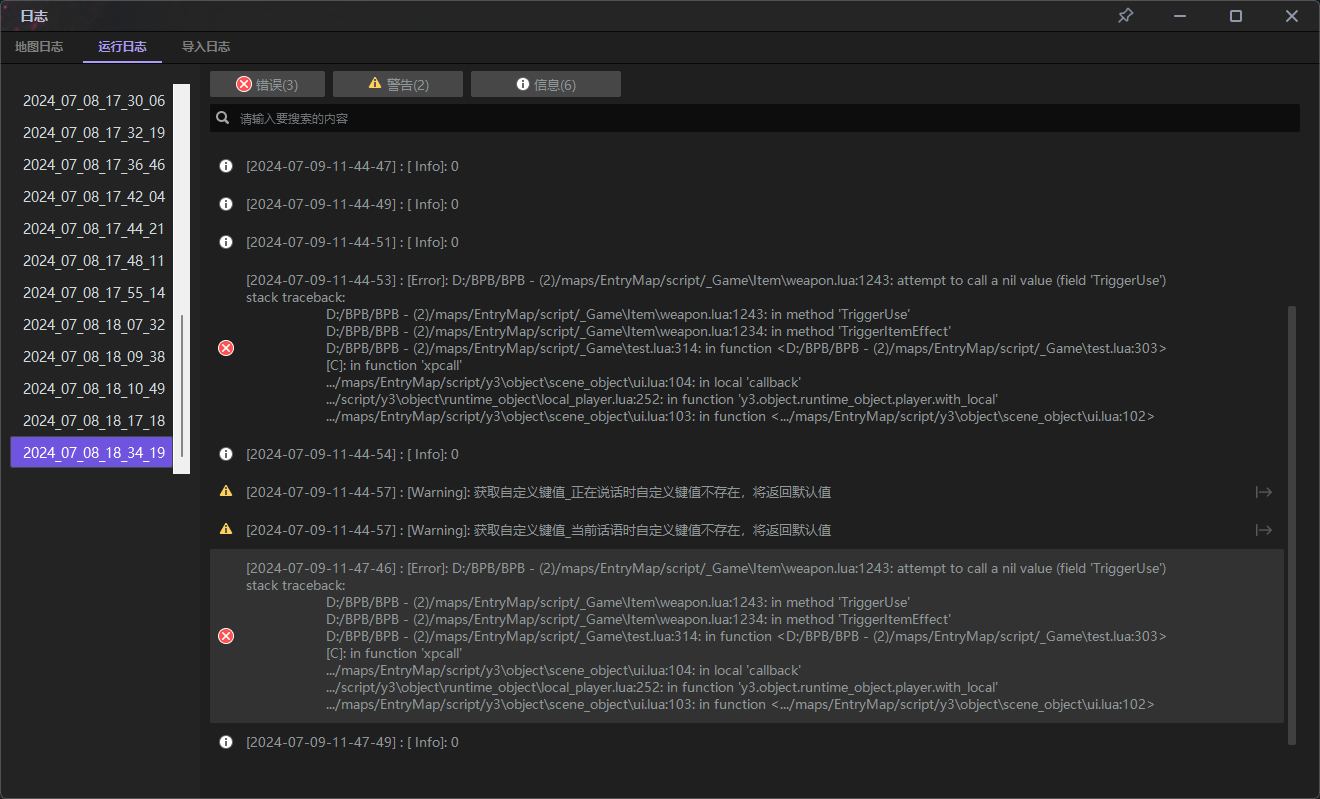 日志
地图日志 运行日志 导入日志
错误(3) 警告(2) 信息(6)
请输入要搜索的内容
2024_07_08_17_30_06
2024_07_08_17_32_19
2024_07_08_17_36_46
2024_07_08_17_42_04
2024_07_08_17_44_21
2024_07_08_17_48_11
2024_07_08_17_55_14
2024_07_08_18_07_32
2024_07_08_18_09_38
2024_07_08_18_10_49
2024_07_08_18_17_18
2024_07_08_18_34_19
[2024-07-09-11-44-47] : [ Info]: 0
[2024-07-09-11-44-49] : [ Info]: 0
[2024-07-09-11-44-51] : [ Info]: 0
[2024-07-09-11-44-53] : [Error]: D:/BPB/BPB - (2)/maps/EntryMap/script/_Game\Item\weapon.lua:1243: attempt to call a nil value (field 'TriggerUse')
stack traceback:
D:/BPB/BPB - (2)/maps/EntryMap/script/_Game\Item\weapon.lua:1243: in method 'TriggerUse'
D:/BPB/BPB - (2)/maps/EntryMap/script/_Game\Item\weapon.lua:1234: in method 'TriggerItemEffect'
D:/BPB/BPB - (2)/maps/EntryMap/script/_Game\test.lua:314: in function <D:/BPB/BPB - (2)/maps/EntryMap/script/_Game\test.lua:303>
[C]: in function 'xpcall'
.../maps/EntryMap/script/y3\object\scene_object\ui.lua:104: in local 'callback'
.../script/y3\object\runtime_object\local_player.lua:252: in function 'y3.object.runtime_object.player.with_local'
.../maps/EntryMap/script/y3\object\scene_object\ui.lua:103: in function <.../maps/EntryMap/script/y3\object\scene_object\ui.lua:102>
[2024-07-09-11-44-54] : [ Info]: 0
[2024-07-09-11-44-57] : [Warning]: 获取自定义键值_正在说话时自定义键值不存在，将返回默认值
[2024-07-09-11-44-57] : [Warning]: 获取自定义键值_当前话语时自定义键值不存在，将返回默认值
[2024-07-09-11-47-46] : [Error]: D:/BPB/BPB - (2)/maps/EntryMap/script/_Game\Item\weapon.lua:1243: attempt to call a nil value (field 'TriggerUse')
stack traceback:
D:/BPB/BPB - (2)/maps/EntryMap/script/_Game\Item\weapon.lua:1243: in method 'TriggerUse'
D:/BPB/BPB - (2)/maps/EntryMap/script/_Game\Item\weapon.lua:1234: in method 'TriggerItemEffect'
D:/BPB/BPB - (2)/maps/EntryMap/script/_Game\test.lua:314: in function <D:/BPB/BPB - (2)/maps/EntryMap/script/_Game\test.lua:303>
[C]: in function 'xpcall'
.../maps/EntryMap/script/y3\object\scene_object\ui.lua:104: in local 'callback'
.../script/y3\object\runtime_object\local_player.lua:252: in function 'y3.object.runtime_object.player.with_local'
.../maps/EntryMap/script/y3\object\scene_object\ui.lua:103: in function <.../maps/EntryMap/script/y3\object\scene_object\ui.lua:102>
[2024-07-09-11-47-49] : [ Info]: 0